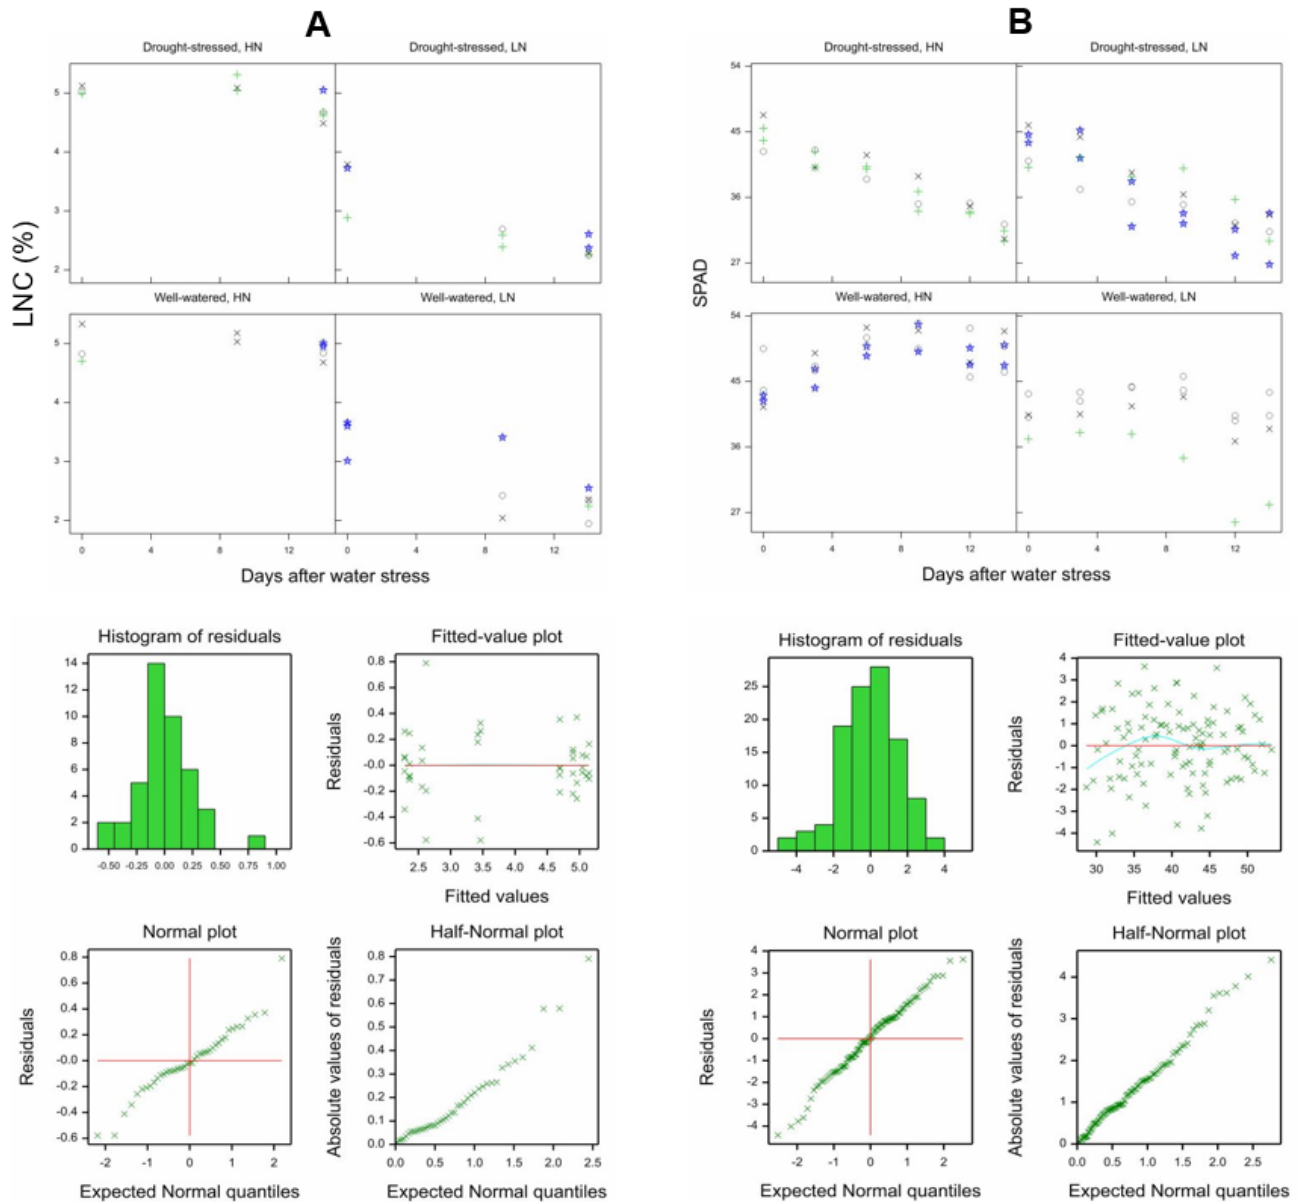 A
B
Drought-stressed, HN
Drought-stressed, LN
5
4
3
2
LNC (%)
Well-watered, HN
Well-watered, LN
5
4
3
2
0 4 8 12 0 4 8 12
Days after water stress
Drought-stressed, HN
Drought-stressed, LN
54
45
36
27
SPAD
Well-watered, HN
Well-watered, LN
54
45
36
27
0 4 8 12 0 4 8 12
Days after water stress
Histogram of residuals
14
12
10
8
6
4
2
0
-0.50 -0.25 0.00 0.25 0.50 0.75 1.00
Fitted-value plot
Residuals
0.8
0.6
0.4
0.2
-0.0
-0.2
-0.4
-0.6
2.5 3.0 3.5 4.0 4.5 5.0
Fitted values
Histogram of residuals
25
20
15
10
5
0
-4 -2 0 2 4
Fitted-value plot
Residuals
4
3
2
1
0
-1
-2
-3
-4
30 35 40 45 50
Fitted values
Normal plot
Residuals
0.8
0.6
0.4
0.2
-0.0
-0.2
-0.4
-0.6
-2 -1 0 1 2
Expected Normal quantiles
Half-Normal plot
Absolute values of residuals
0.8
0.7
0.6
0.5
0.4
0.3
0.2
0.1
0.0
0.0 0.5 1.0 1.5 2.0 2.5
Expected Normal quantiles
Normal plot
Residuals
4
3
2
1
0
-1
-2
-3
-4
-2 -1 0 1 2
Expected Normal quantiles
Half-Normal plot
Absolute values of residuals
4
3
2
1
0
0.0 0.5 1.0 1.5 2.0 2.5
Expected Normal quantiles